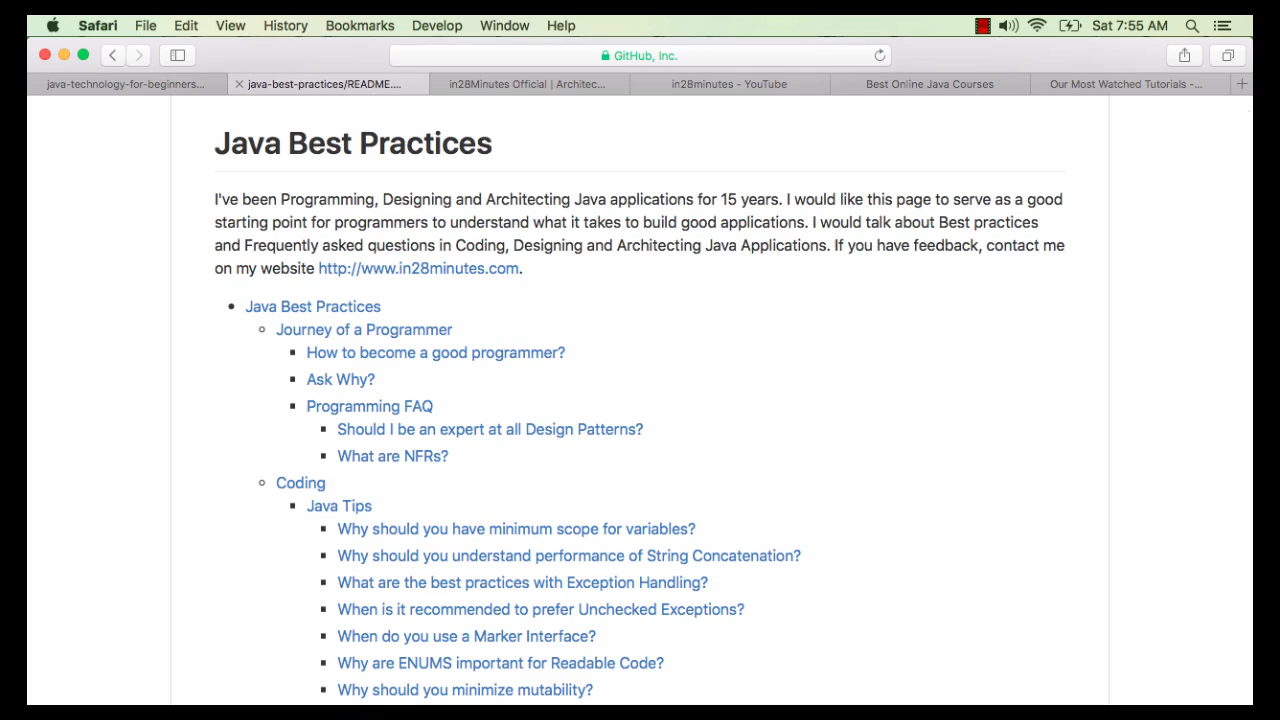 Safari File Edit View History Bookmarks Develop Window Help Sat 7:55 AM
GitHub, Inc.
java-technology-for-beginners... java-best-practices/README.... in28Minutes Official | Architec... in28minutes - YouTube Best Online Java Courses Our Most Watched Tutorials -...
Java Best Practices
I've been Programming, Designing and Architecting Java applications for 15 years. I would like this page to serve as a good
starting point for programmers to understand what it takes to build good applications. I would talk about Best practices
and Frequently asked questions in Coding, Designing and Architecting Java Applications. If you have feedback, contact me
on my website http://www.in28minutes.com.
Java Best Practices
Journey of a Programmer
How to become a good programmer?
Ask Why?
Programming FAQ
Should I be an expert at all Design Patterns?
What are NFRs?
Coding
Java Tips
Why should you have minimum scope for variables?
Why should you understand performance of String Concatenation?
What are the best practices with Exception Handling?
When is it recommended to prefer Unchecked Exceptions?
When do you use a Marker Interface?
Why are ENUMS important for Readable Code?
Why should you minimize mutability?